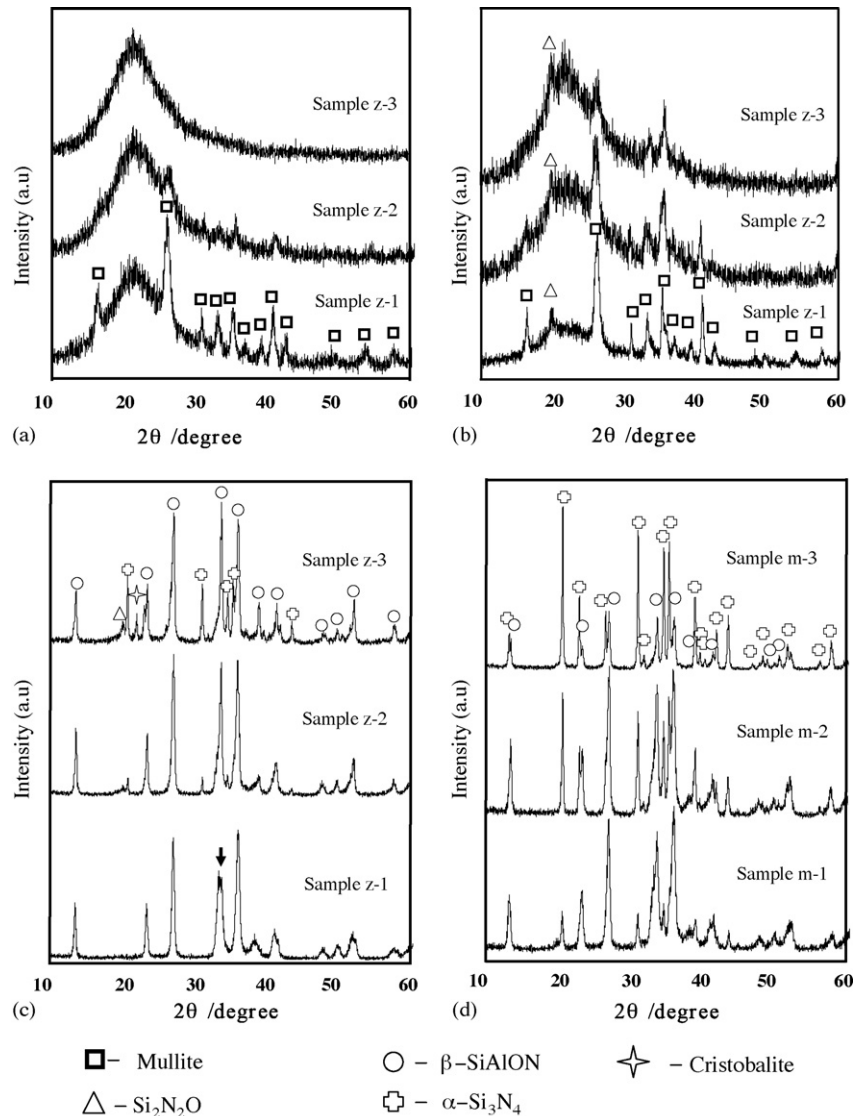 Sample z-3
Sample z-2
Sample z-1
Intensity (a.u)
10 20 30 40 50 60
(a)
2θ /degree
Sample z-3
Sample z-2
Sample z-1
Intensity (a.u)
10 20 30 40 50 60
(b)
2θ /degree
Sample z-3
Sample z-2
Sample z-1
Intensity (a.u)
10 20 30 40 50 60
(c)
2θ /degree
Sample m-3
Sample m-2
Sample m-1
Intensity (a.u)
10 20 30 40 50 60
(d)
2θ /degree
– Mullite
– β–SiAlON
– Cristobalite
– Si₂N₂O
– α–Si₃N₄